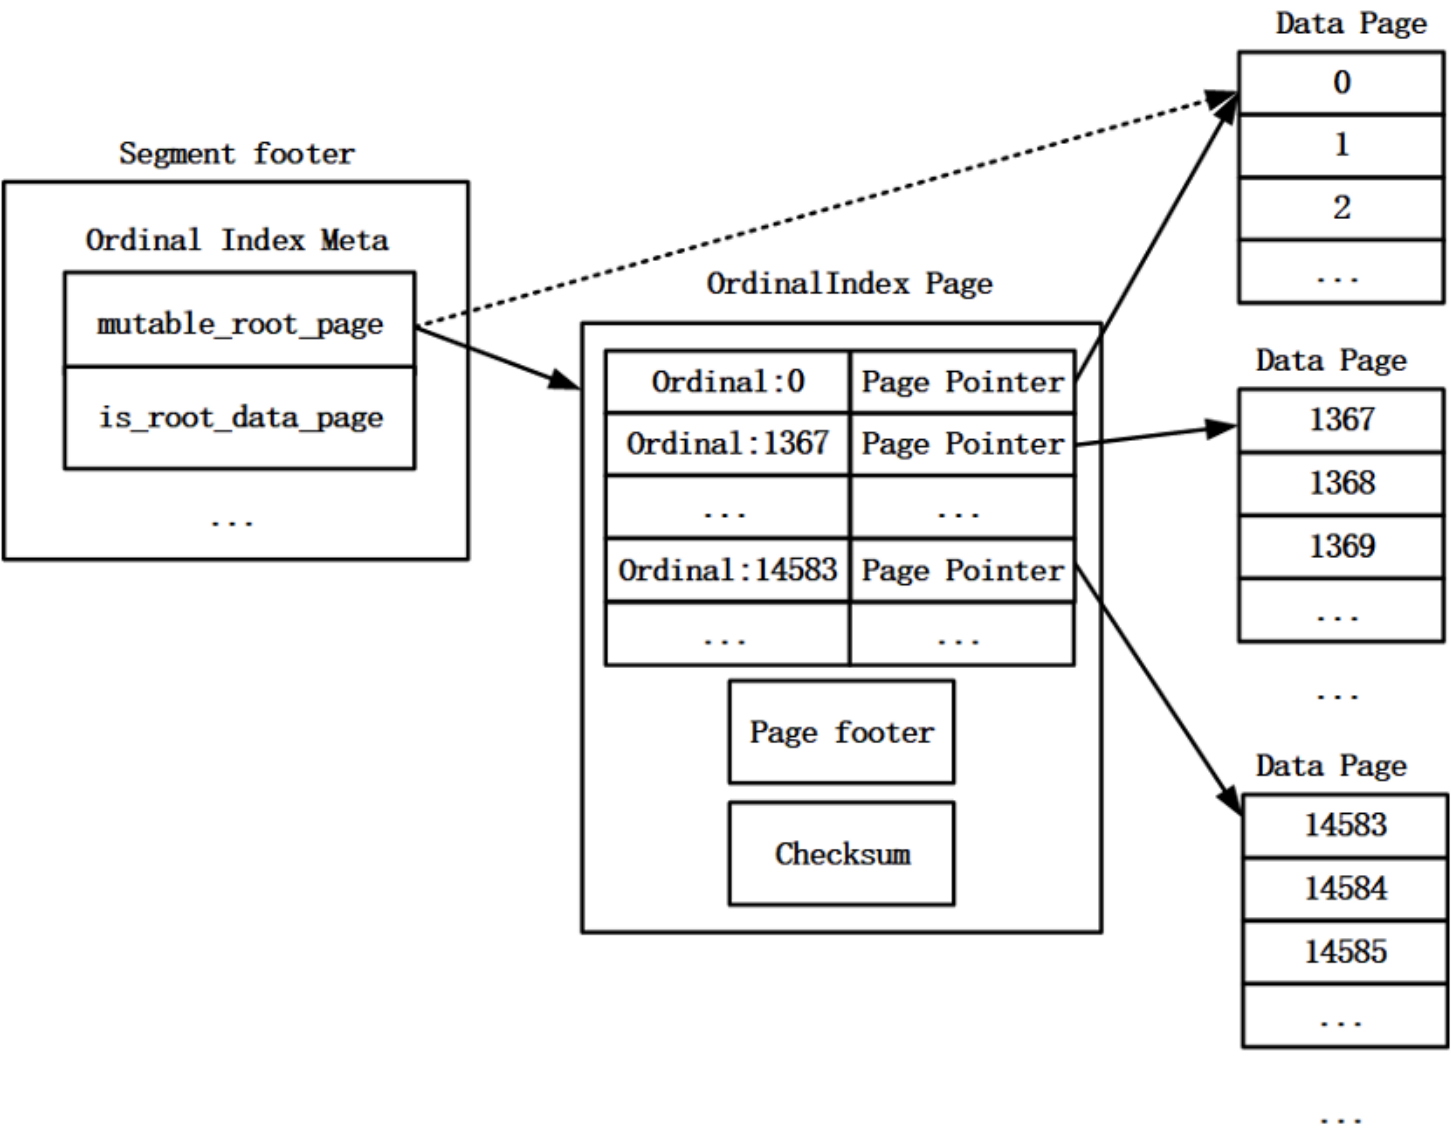 Segment footer
Ordinal Index Meta
mutable_root_page
is_root_data_page
...
OrdinalIndex Page
Ordinal:0 Page Pointer
Ordinal:1367 Page Pointer
... ...
Ordinal:14583 Page Pointer
... ...
Page footer
Checksum
Data Page
0
1
2
...
Data Page
1367
1368
1369
...
...
Data Page
14583
14584
14585
...
...